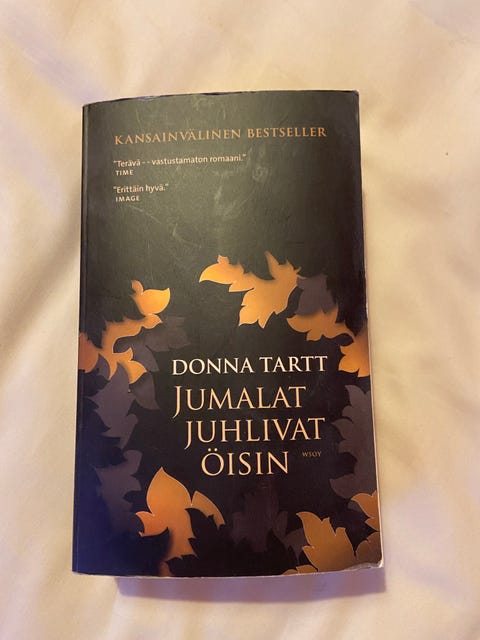 KANSAINVÄLINEN BESTSELLER
"Terävä - - vastustamaton romaani."
TIME
"Erittäin hyvä."
IMAGE
DONNA TARTT
JUMALAT
JUHLIVAT
ÖISIN
WSOY